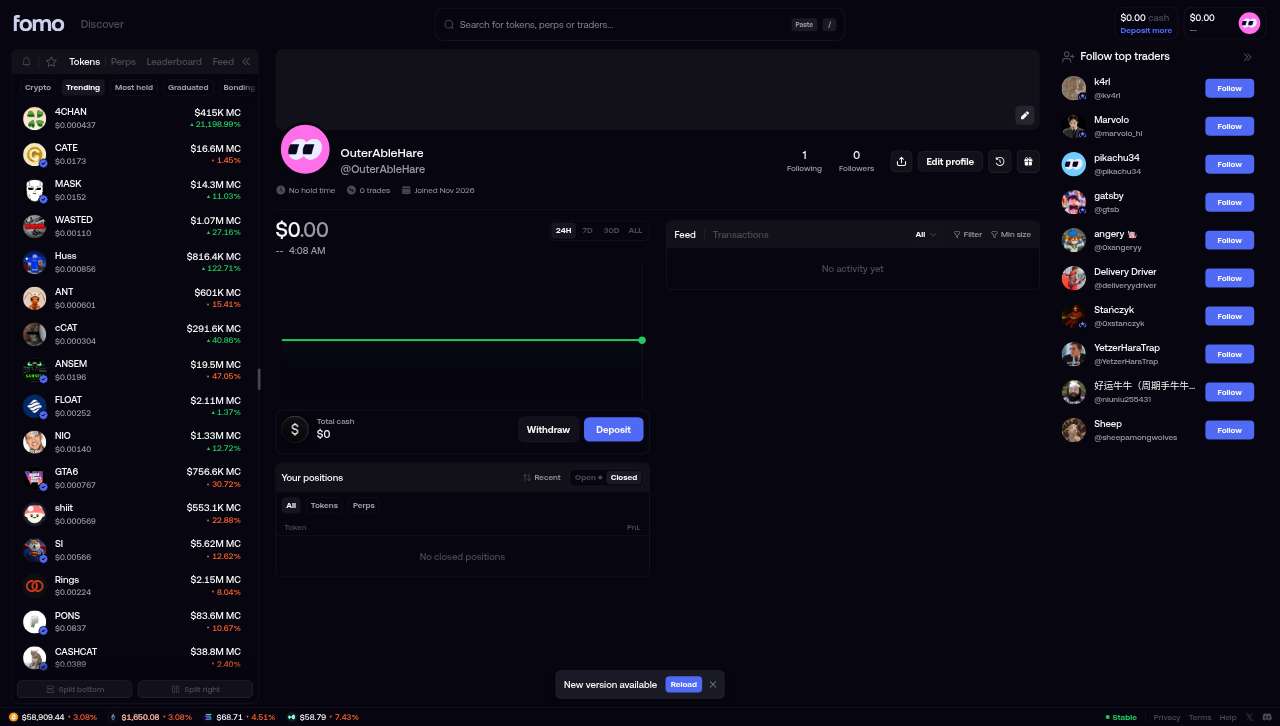 fomo
Discover
Search for tokens, perps or traders...
Paste
/
$0.00 cash
Deposit more
$0.00
—
Tokens
Perps
Leaderboard
Feed
Crypto
Trending
Most held
Graduated
Bonding
4CHAN $415K MC
$0.000437 21,198.99%
CATE $16.6M MC
$0.0173 1.45%
MASK $14.3M MC
$0.0152 11.03%
WASTED $1.07M MC
$0.00110 27.16%
Huss $816.4K MC
$0.000856 122.71%
ANT $601K MC
$0.000601 15.41%
cCAT $291.6K MC
$0.000304 40.86%
ANSEM $19.5M MC
$0.0196 47.05%
FLOAT $2.11M MC
$0.00252 1.37%
NIO $1.33M MC
$0.00140 12.72%
GTA6 $756.6K MC
$0.000767 30.72%
shiit $553.1K MC
$0.000569 22.88%
SI $5.62M MC
$0.00566 12.62%
Rings $2.15M MC
$0.00224 8.04%
PONS $83.6M MC
$0.0837 10.67%
CASHCAT $38.8M MC
$0.0389 2.40%
Split bottom
Split right
OuterAbleHare
@OuterAbleHare
No hold time
0 trades
Joined Nov 2026
1
Following
0
Followers
Edit profile
$0.00
-- 4:08 AM
24H 7D 30D ALL
$
Total cash
$0
Withdraw
Deposit
Your positions
Recent
Open
Closed
All Tokens Perps
Token PnL
No closed positions
Feed
Transactions
All
Filter
Min size
No activity yet
Follow top traders
k4rl
@kv4rl
Follow
Marvolo
@marvolo_hl
Follow
pikachu34
@pikachu34
Follow
gatsby
@gtsb
Follow
angery
@0xangeryy
Follow
Delivery Driver
@deliveryydriver
Follow
Stańczyk
@0xstanczyk
Follow
YetzerHaraTrap
@YetzerHaraTrap
Follow
好运牛牛（周期手牛牛...
@niuniu255431
Follow
Sheep
@sheepamongwolves
Follow
New version available
Reload
$58,909.44 3.08%
$1,650.08 3.08%
$68.71 4.51%
$58.79 7.43%
Stable
Privacy
Terms
Help